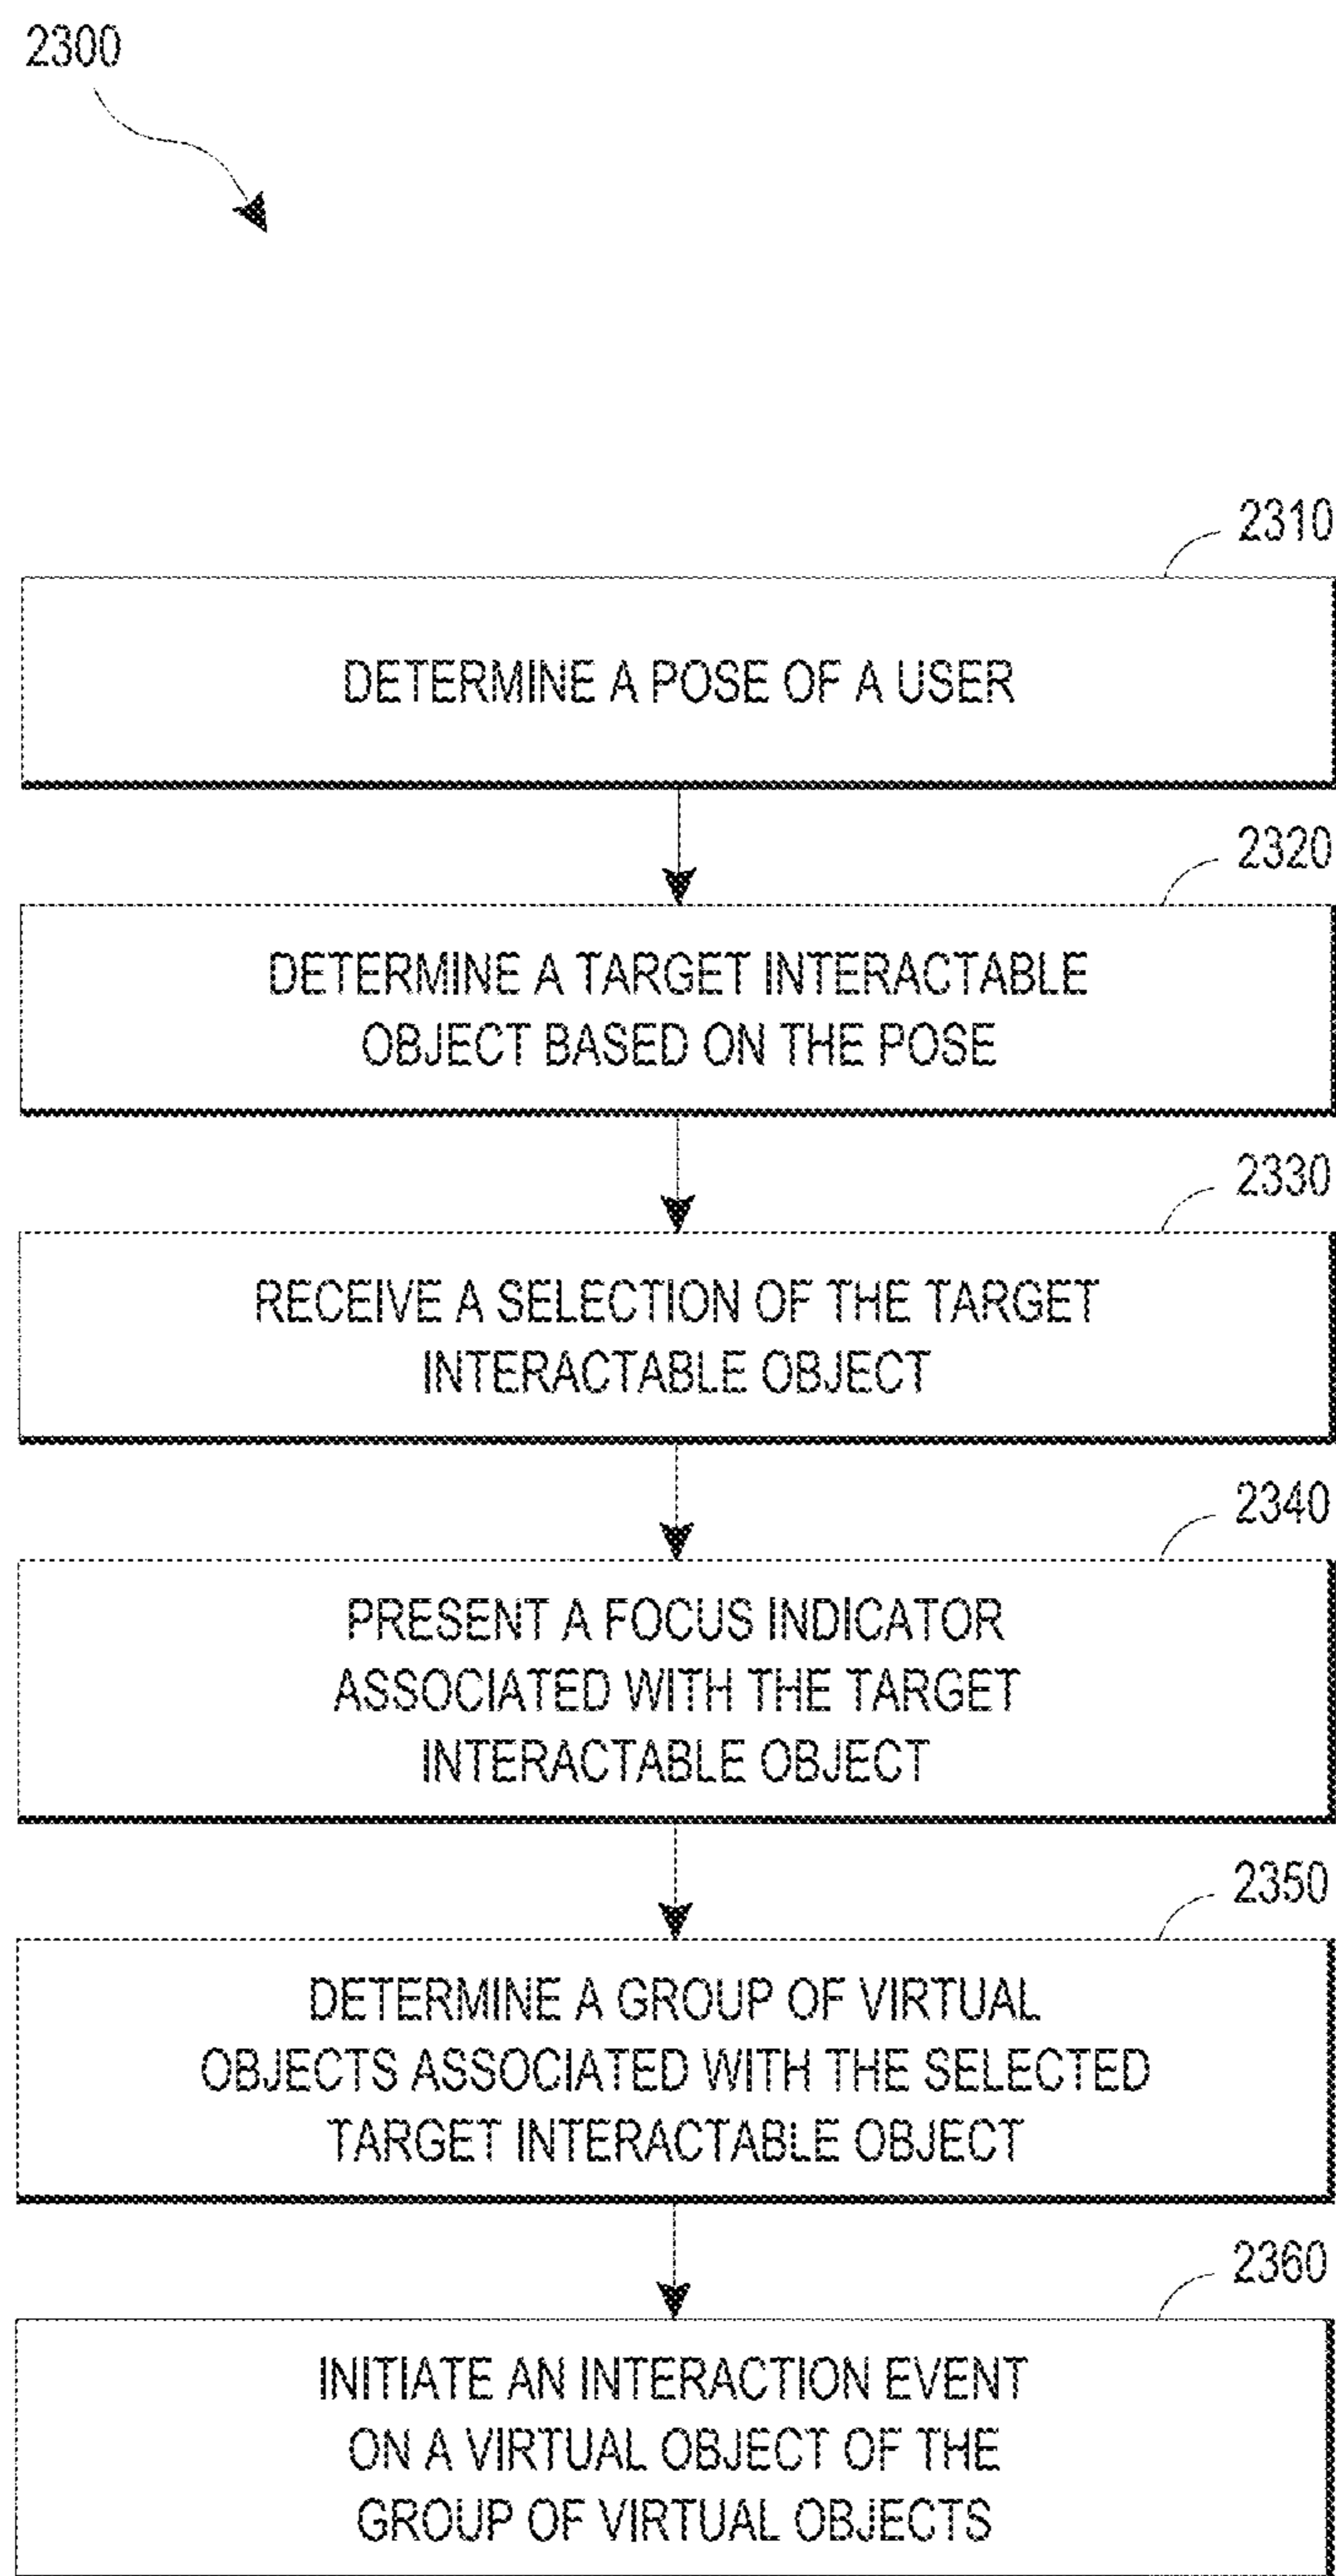 2300
2310
DETERMINE A POSE OF A USER
2320
DETERMINE A TARGET INTERACTABLE
OBJECT BASED ON THE POSE
2330
RECEIVE A SELECTION OF THE TARGET
INTERACTABLE OBJECT
2340
PRESENT A FOCUS INDICATOR
ASSOCIATED WITH THE TARGET
INTERACTABLE OBJECT
2350
DETERMINE A GROUP OF VIRTUAL
OBJECTS ASSOCIATED WITH THE SELECTED
TARGET INTERACTABLE OBJECT
2360
INITIATE AN INTERACTION EVENT
ON A VIRTUAL OBJECT OF THE
GROUP OF VIRTUAL OBJECTS